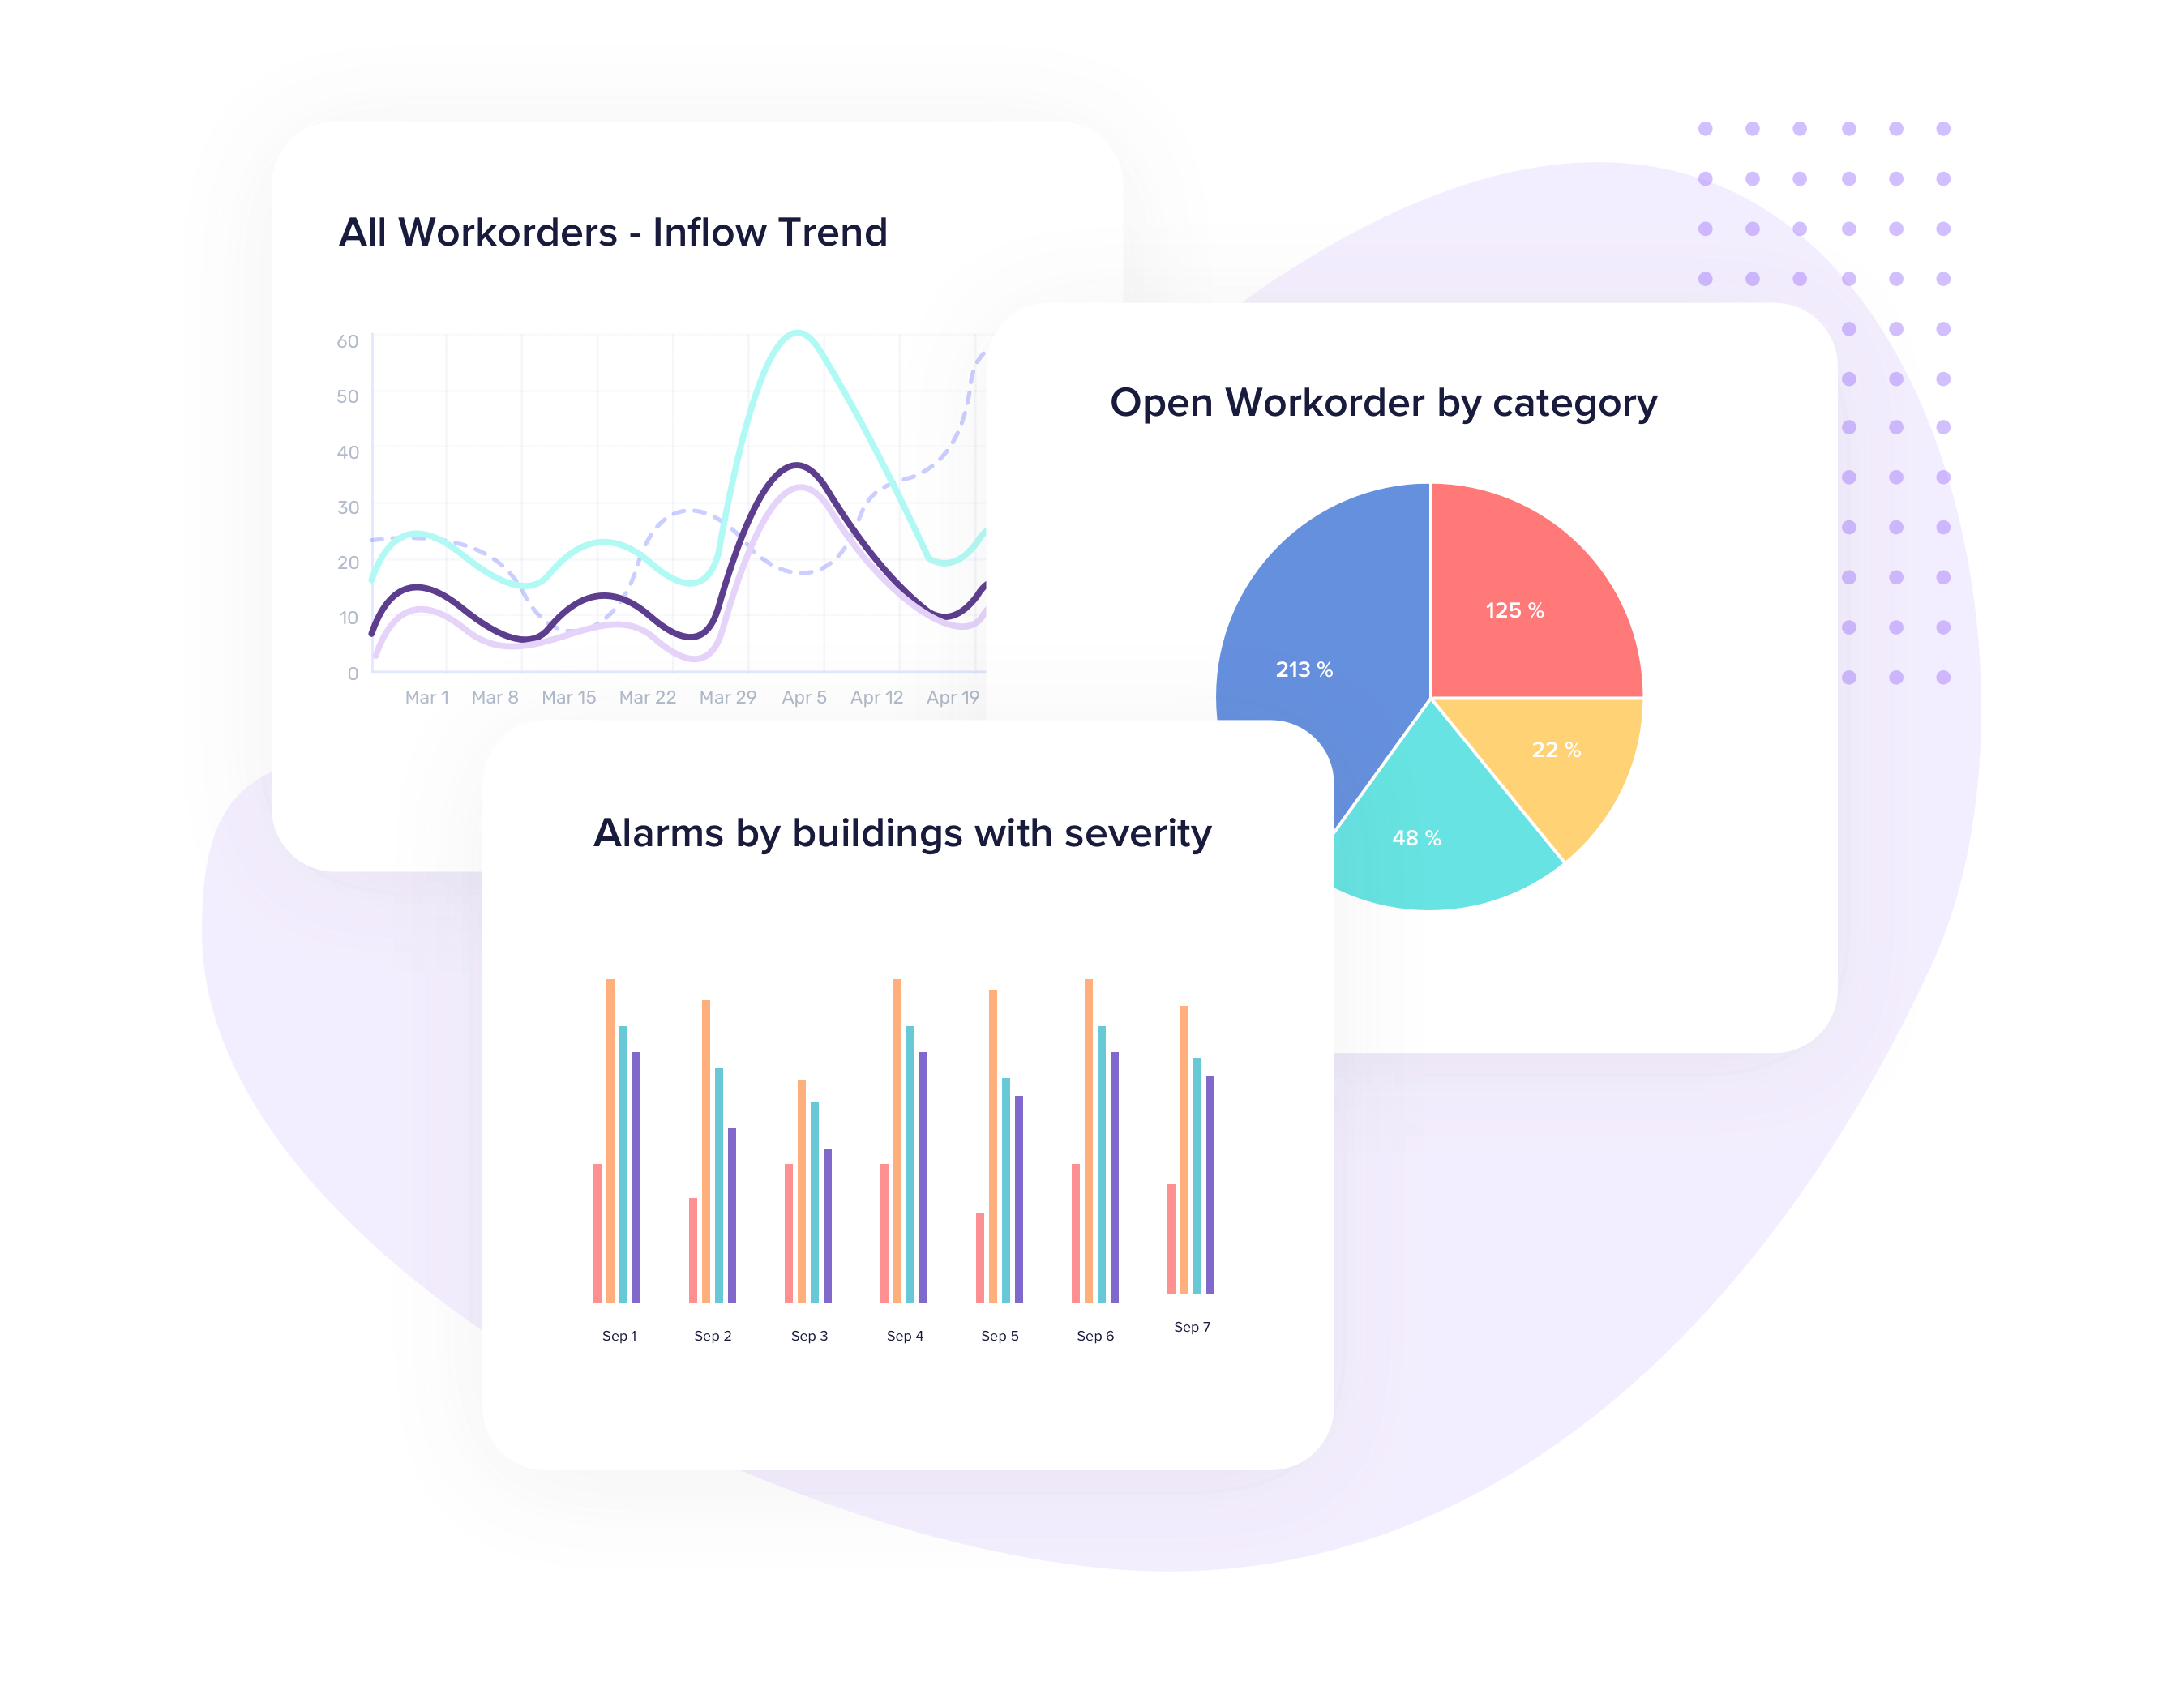 All Workorders - Inflow Trend
60
50
40
30
20
10
0
Mar 1 Mar 8 Mar 15 Mar 22 Mar 29 Apr 5 Apr 12 Apr 19
Open Workorder by category
125 %
213 %
22 %
48 %
Alarms by buildings with severity
Sep 1 Sep 2 Sep 3 Sep 4 Sep 5 Sep 6 Sep 7